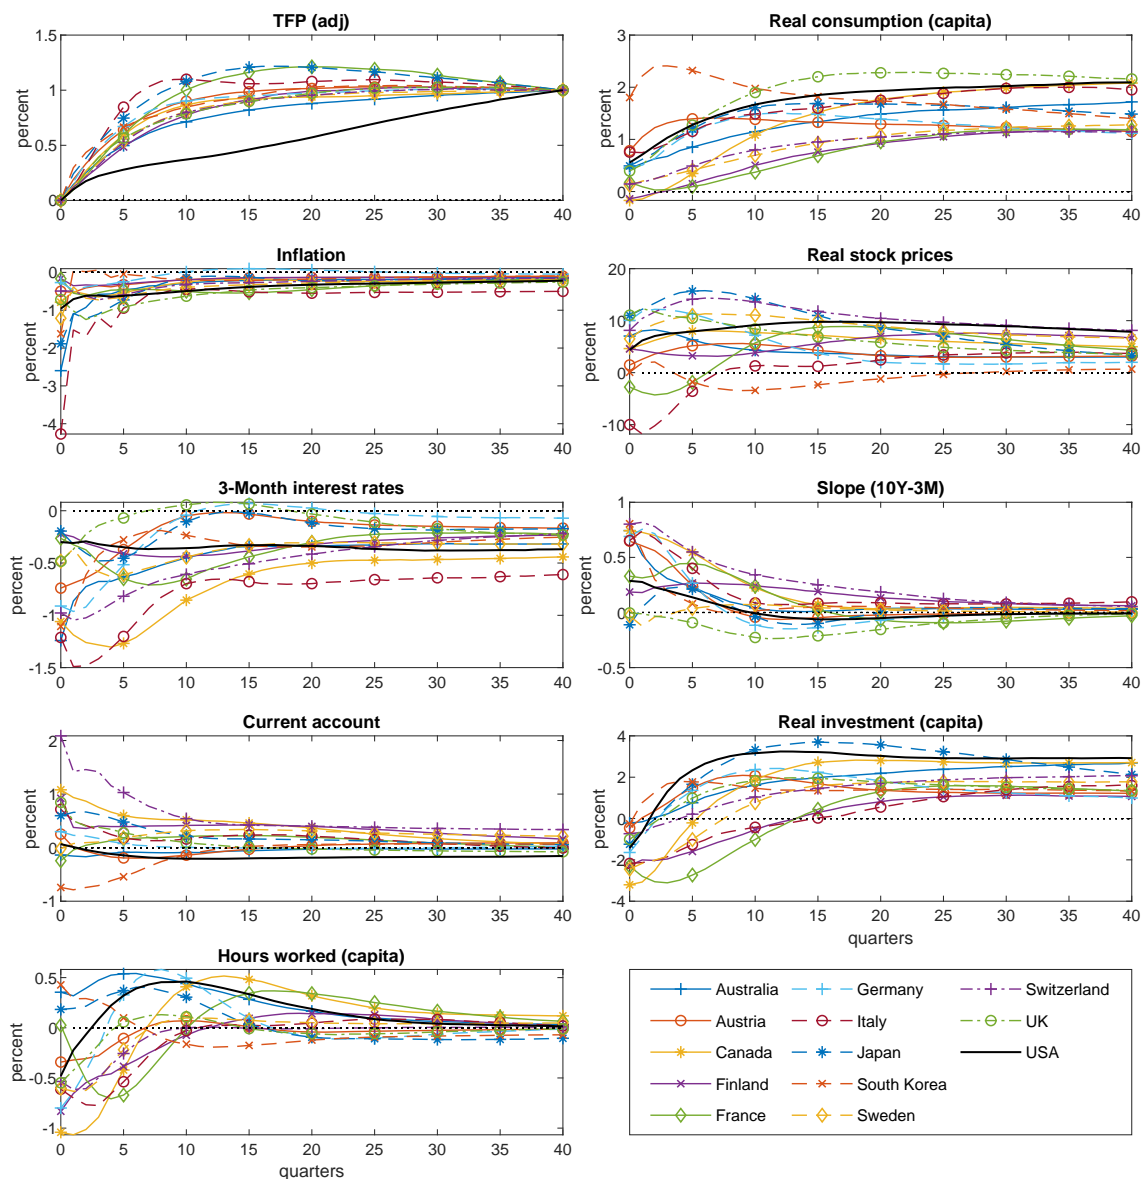 TFP (adj)
1.5
1
0.5
0
percent
0 5 10 15 20 25 30 35 40
Real consumption (capita)
3
2
1
0
percent
0 5 10 15 20 25 30 35 40
Inflation
0
-1
-2
-3
-4
percent
0 5 10 15 20 25 30 35 40
Real stock prices
20
10
0
-10
percent
0 5 10 15 20 25 30 35 40
3-Month interest rates
0
-0.5
-1
-1.5
percent
0 5 10 15 20 25 30 35 40
Slope (10Y-3M)
1
0.5
0
-0.5
percent
0 5 10 15 20 25 30 35 40
Current account
2
1
0
-1
percent
0 5 10 15 20 25 30 35 40
Real investment (capita)
4
2
0
-2
-4
percent
0 5 10 15 20 25 30 35 40
quarters
Hours worked (capita)
0.5
0
-0.5
-1
percent
0 5 10 15 20 25 30 35 40
quarters
Australia
Austria
Canada
Finland
France
Germany
Italy
Japan
South Korea
Sweden
Switzerland
UK
USA